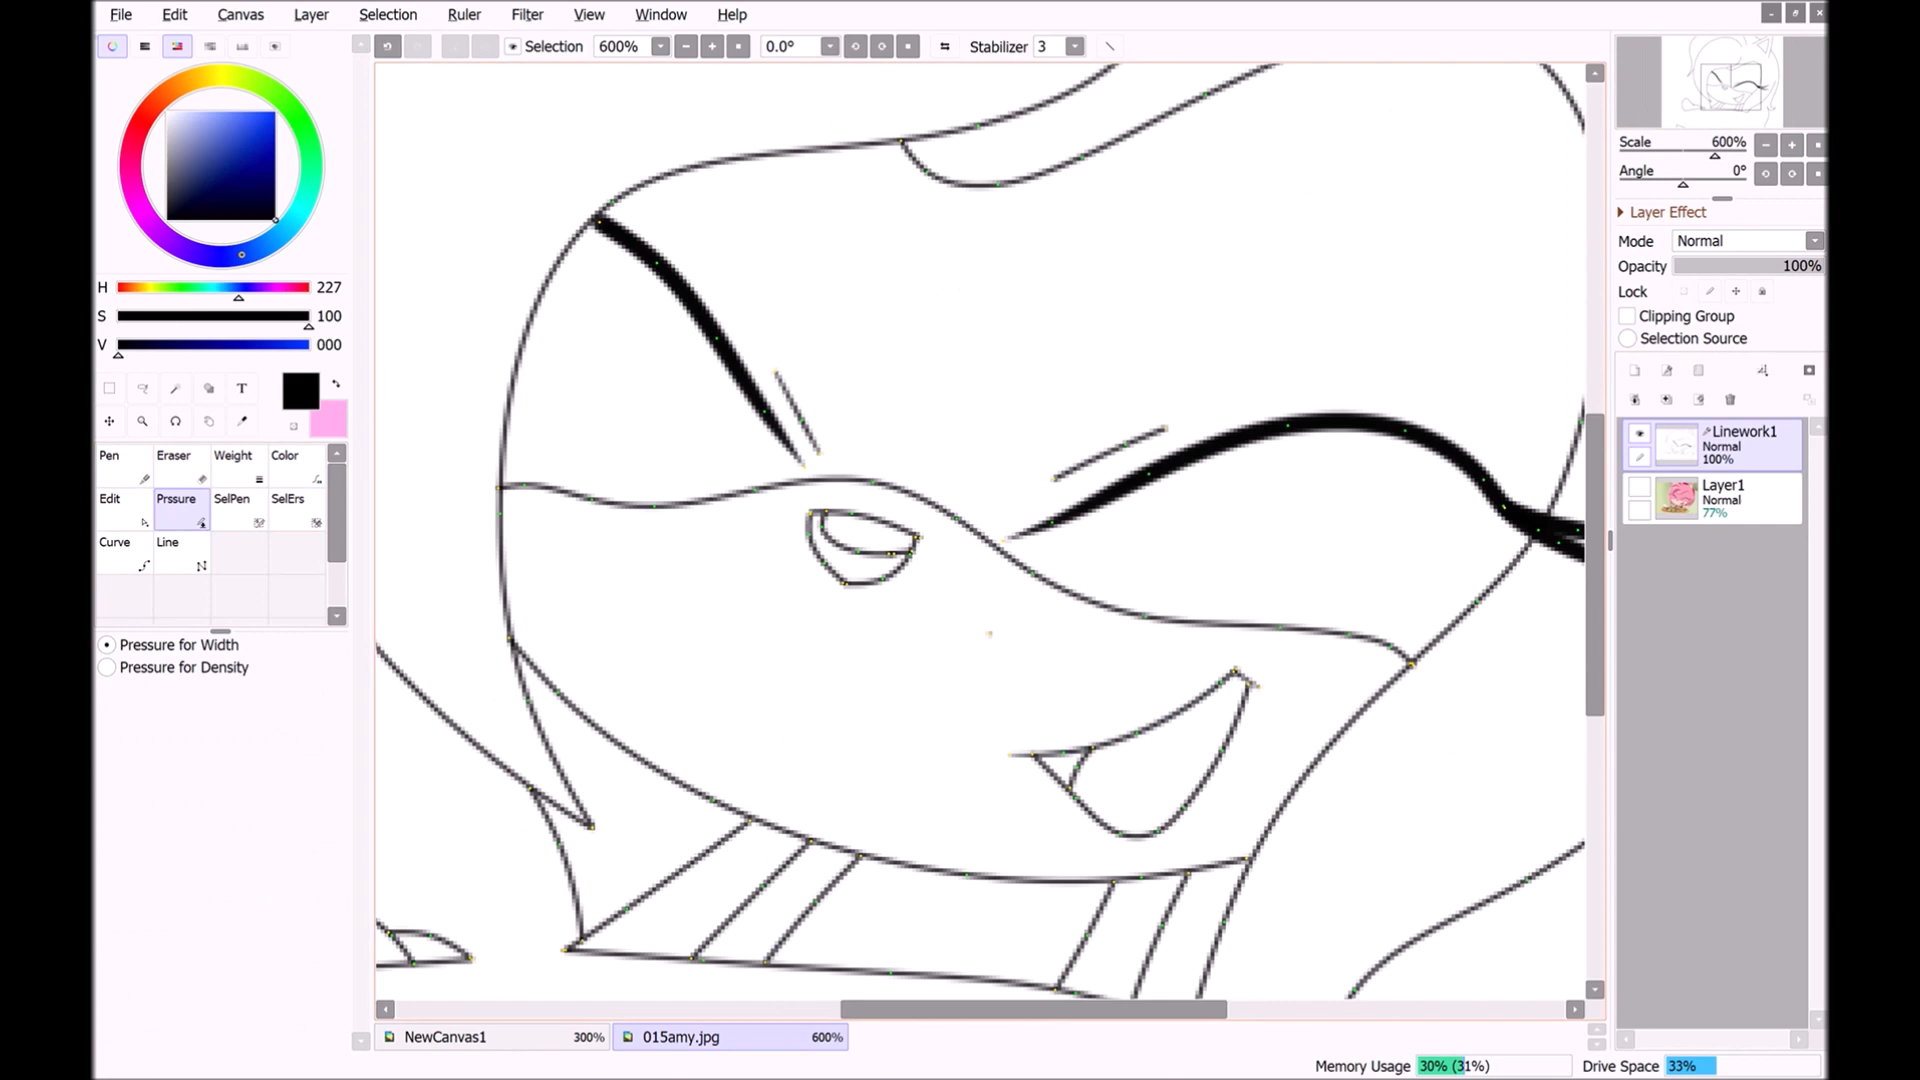 File Edit Canvas Layer Selection Ruler Filter View Window Help
Selection 600% 0.0° Stabilizer 3
Scale 600%
Angle 0°
Layer Effect
Mode Normal
Opacity 100%
Lock
Clipping Group
Selection Source
Linework1
Normal
100%
Layer1
Normal
77%
H 227
S 100
V 000
T
Pen Eraser Weight Color
Edit Prssure SelPen SelErs
Curve Line
Pressure for Width
Pressure for Density
NewCanvas1 300% 015amy.jpg 600%
Memory Usage 30% (31%) Drive Space 33%